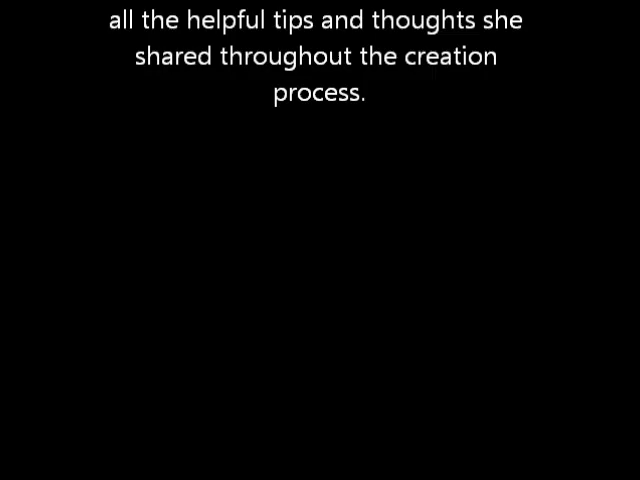 all the helpful tips and thoughts she
shared throughout the creation
process.